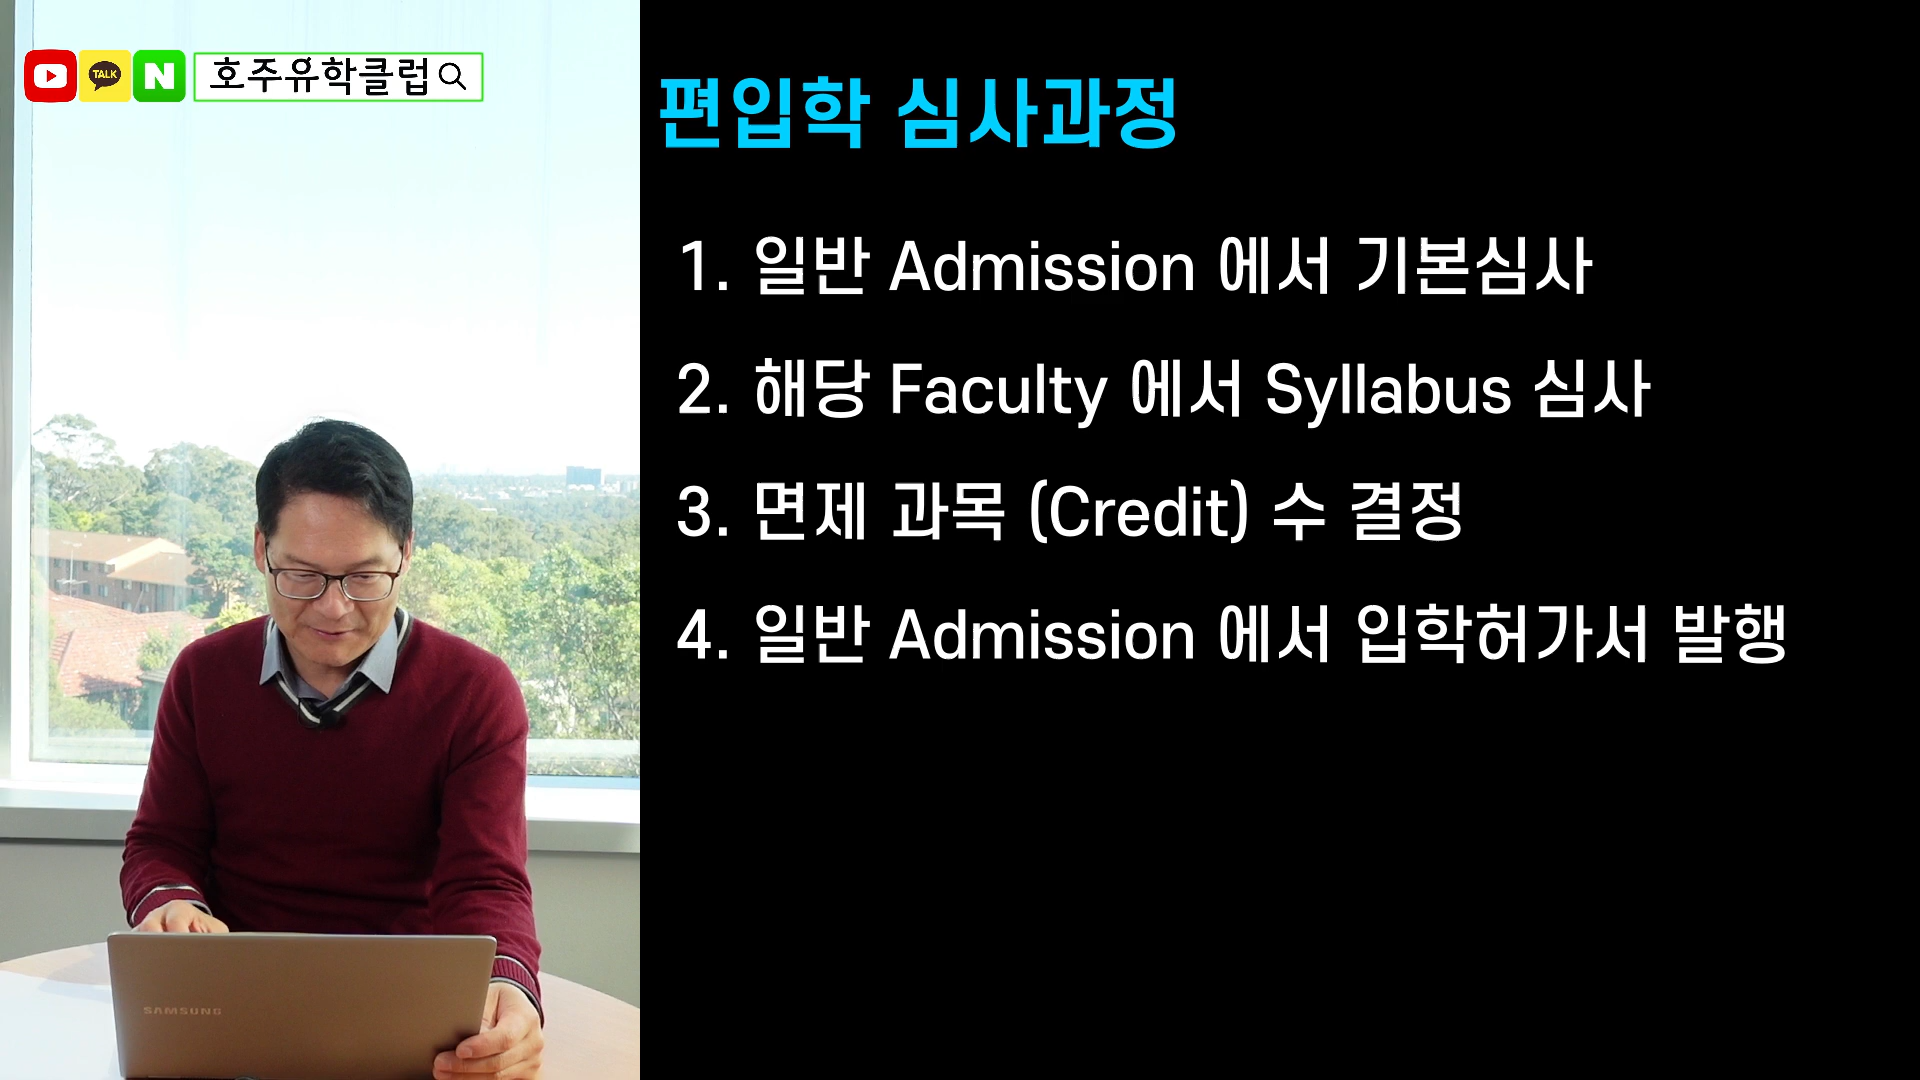 TALK
N
호주유학클럽
편입학 심사과정
1. 일반 Admission 에서 기본심사
2. 해당 Faculty 에서 Syllabus 심사
3. 면제 과목 (Credit) 수 결정
4. 일반 Admission 에서 입학허가서 발행
SAMSUNG